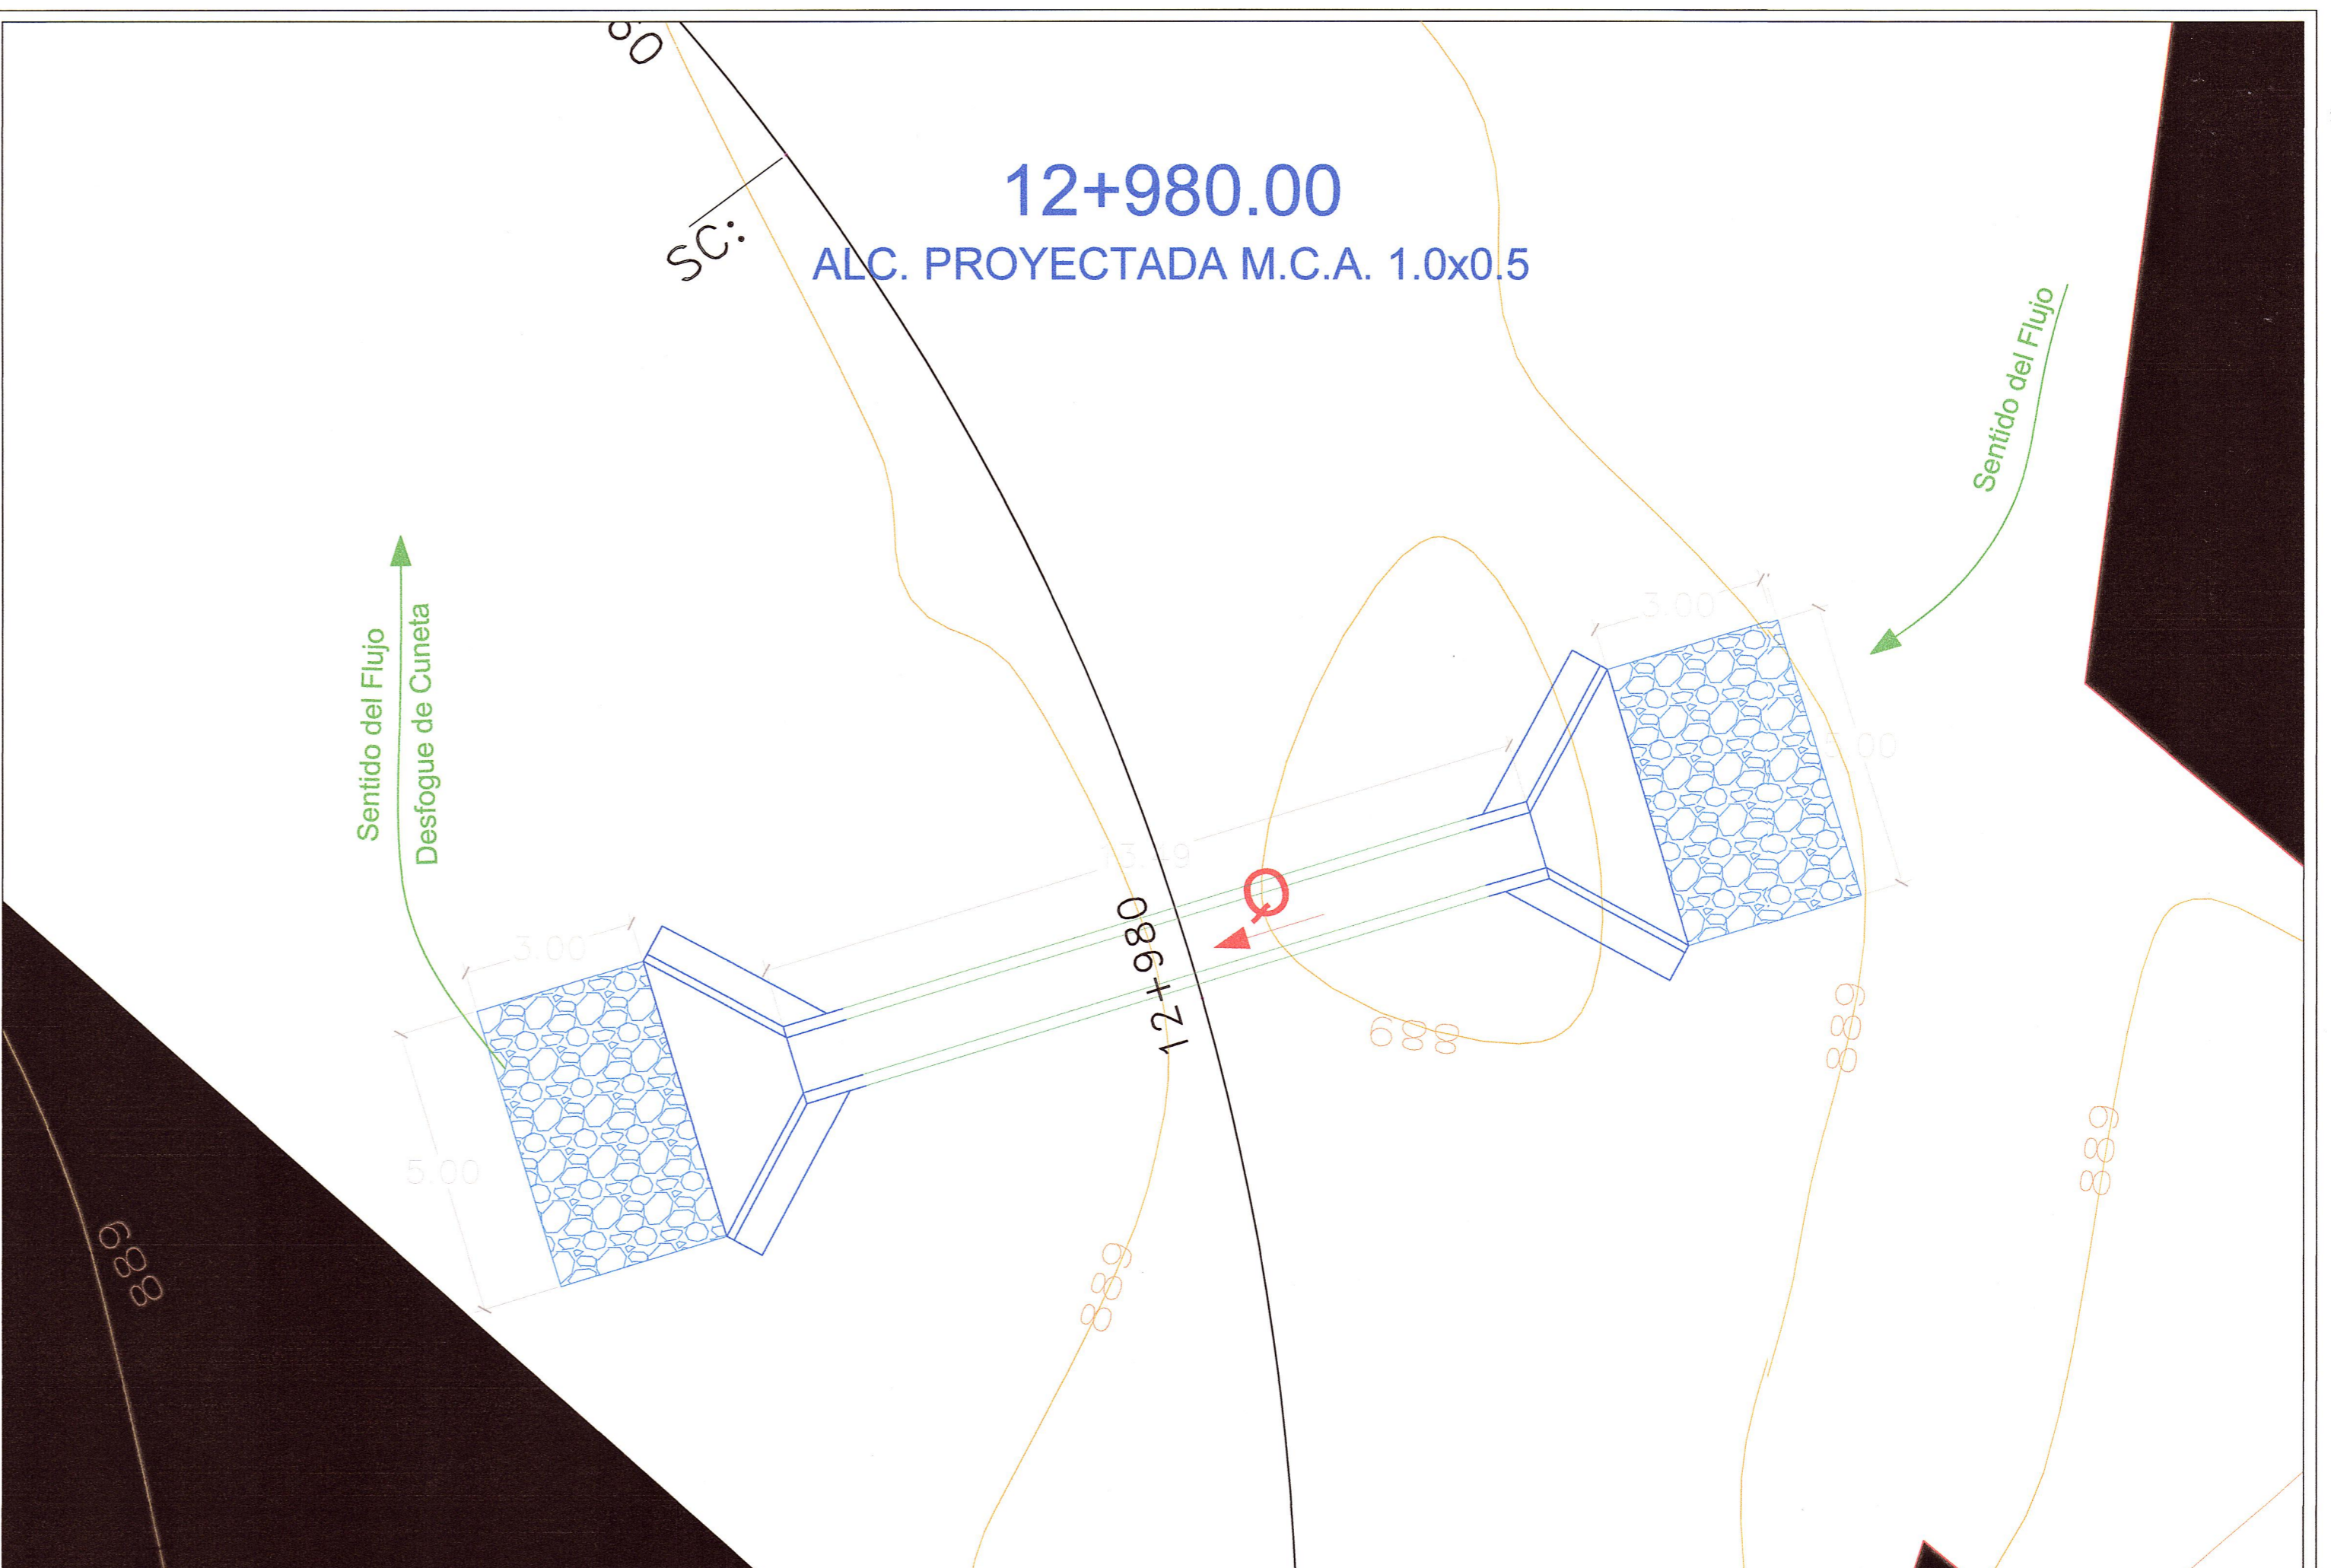 SC:
12+980.00
ALC. PROYECTADA M.C.A. 1.0x0.5
Sentido del Flujo
3.00
5.00
Sentido del Flujo
Desfogue de Cuneta
13.49
Q
12+980
3.00
5.00
688
689
689
689
689